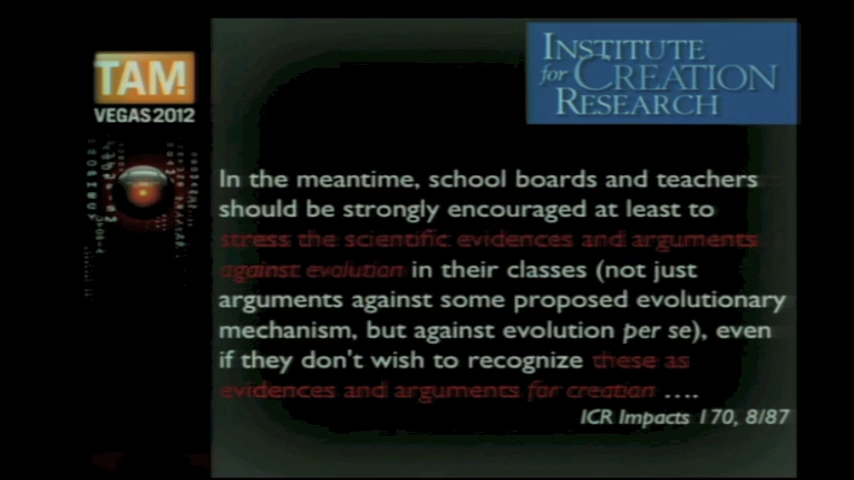 TAM!
VEGAS 2012
INSTITUTE
for CREATION
RESEARCH
In the meantime, school boards and teachers
should be strongly encouraged at least to
stress the scientific evidences and arguments
against evolution in their classes (not just
arguments against some proposed evolutionary
mechanism, but against evolution per se), even
if they don't wish to recognize these as
evidences and arguments for creation ....
ICR Impacts 170, 8/87